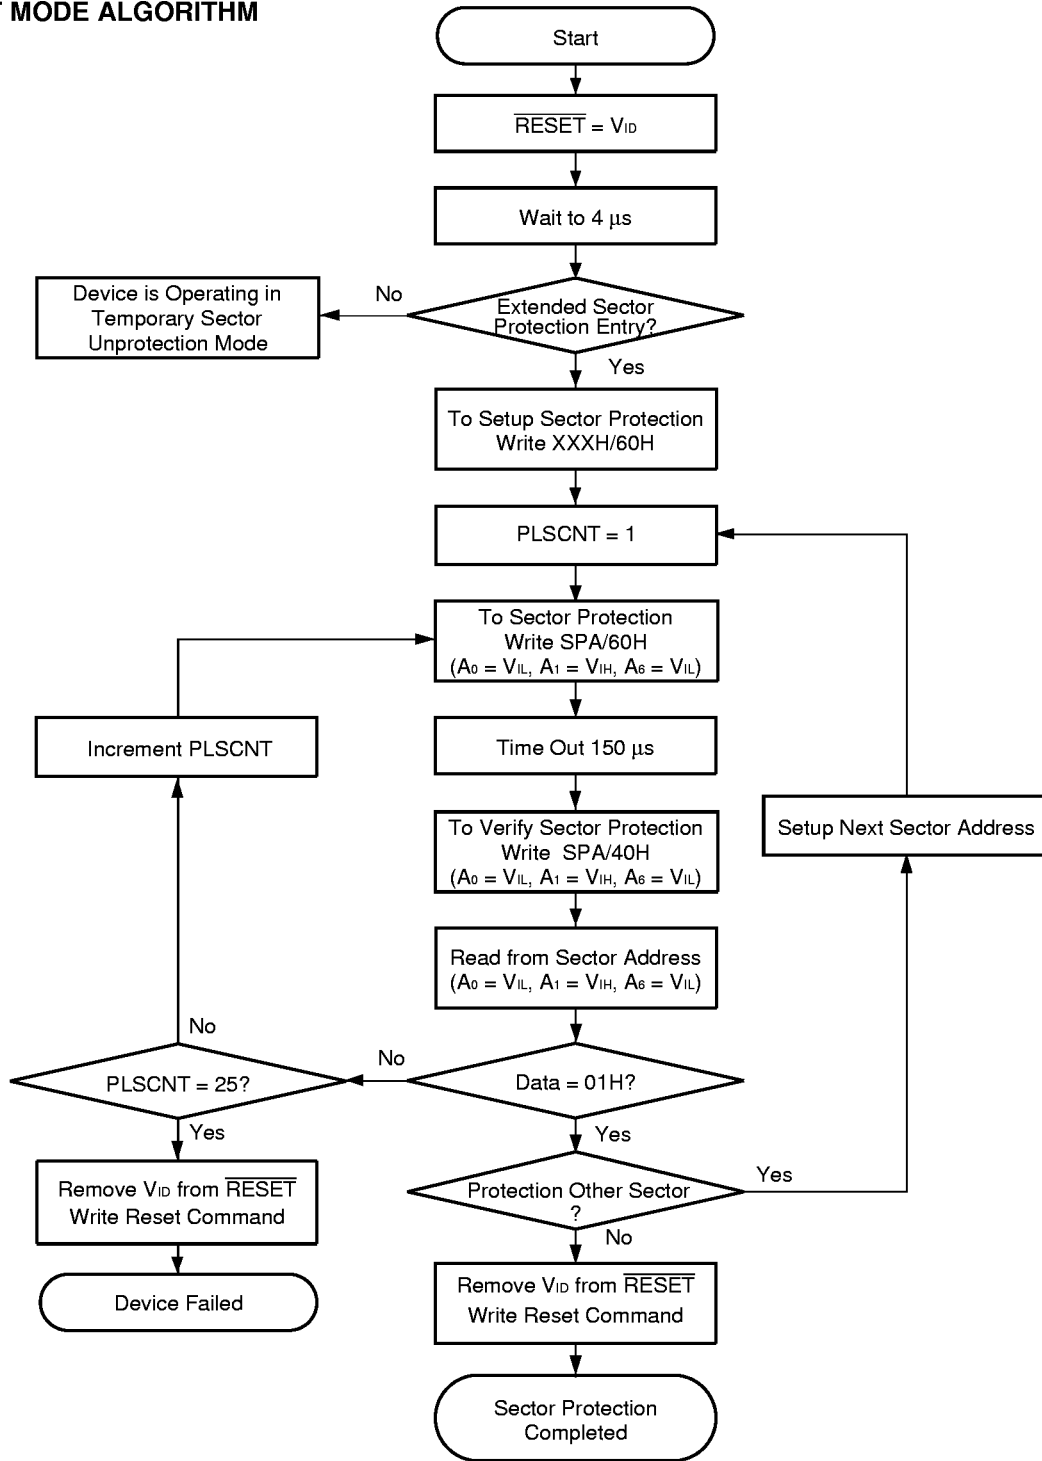 MODE ALGORITHM
Start
RESET = VID
Wait to 4 μs
Device is Operating in
Temporary Sector
Unprotection Mode
No
Extended Sector
Protection Entry?
Yes
To Setup Sector Protection
Write XXXH/60H
PLSCNT = 1
To Sector Protection
Write SPA/60H
(A0 = VIL, A1 = VIH, A6 = VIL)
Increment PLSCNT
Time Out 150 μs
To Verify Sector Protection
Write SPA/40H
(A0 = VIL, A1 = VIH, A6 = VIL)
Setup Next Sector Address
Read from Sector Address
(A0 = VIL, A1 = VIH, A6 = VIL)
No
No
PLSCNT = 25?
Data = 01H?
Yes
Yes
Protection Other Sector
?
Yes
No
Remove VID from RESET
Write Reset Command
Device Failed
Remove VID from RESET
Write Reset Command
Sector Protection
Completed